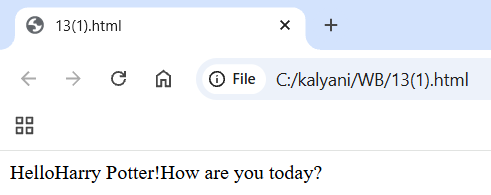 13(1).html
File
C:/kalyani/WB/13(1).html
HelloHarry Potter!How are you today?